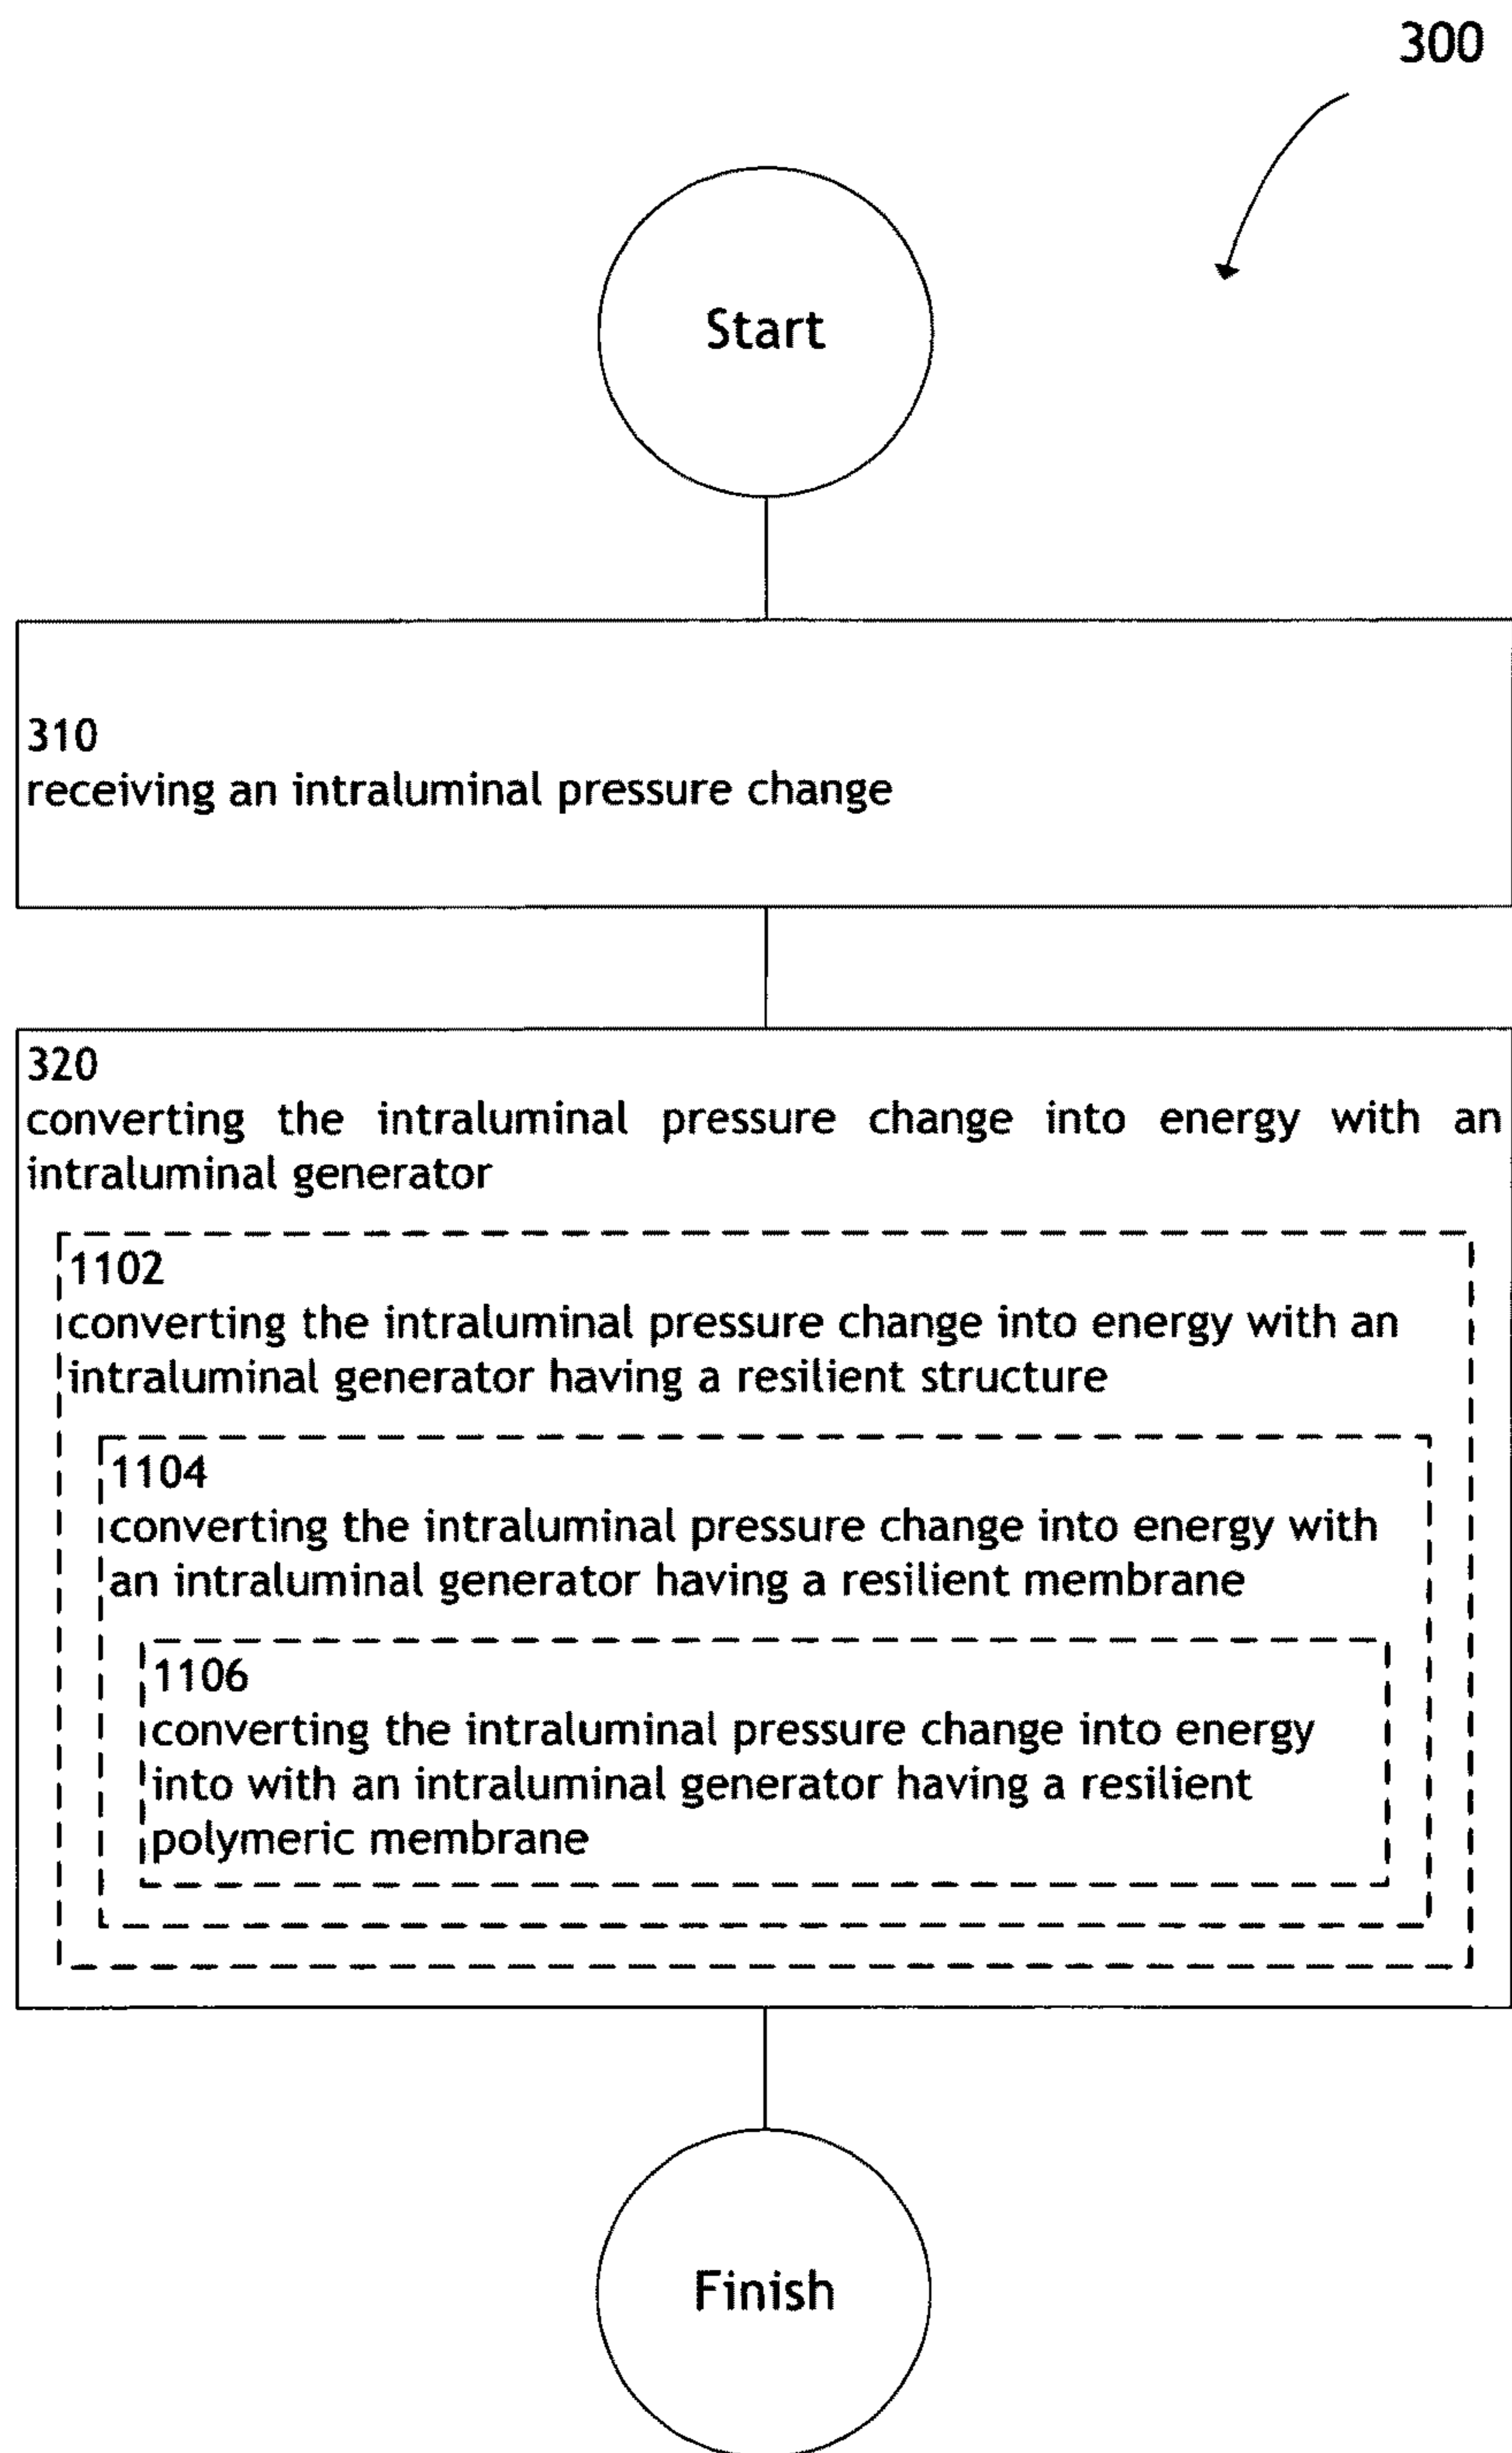 300
Start
310
receiving an intraluminal pressure change
320
converting the intraluminal pressure change into energy with an
intraluminal generator
1102
converting the intraluminal pressure change into energy with an
intraluminal generator having a resilient structure
1104
converting the intraluminal pressure change into energy with
an intraluminal generator having a resilient membrane
1106
converting the intraluminal pressure change into energy
into with an intraluminal generator having a resilient
polymeric membrane
Finish